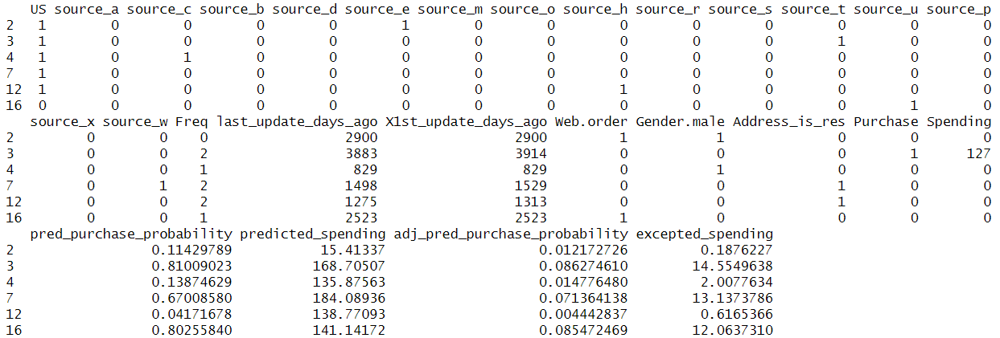 US source_a source_c source_b source_d source_e source_m source_o source_h source_r source_s source_t source_u source_p
2 1 0 0 0 0 1 0 0 0 0 0 0 0 0
3 1 0 0 0 0 0 0 0 0 0 0 1 0 0
4 1 0 1 0 0 0 0 0 0 0 0 0 0 0
7 1 0 0 0 0 0 0 0 0 0 0 0 0 0
12 1 0 0 0 0 0 0 0 1 0 0 0 0 0
16 0 0 0 0 0 0 0 0 0 0 0 0 1 0
source_x source_w Freq last_update_days_ago X1st_update_days_ago Web.order Gender.male Address_is_res Purchase Spending
2 0 0 0 2900 2900 1 1 0 0 0
3 0 0 2 3883 3914 0 0 0 1 127
4 0 0 1 829 829 0 1 0 0 0
7 0 1 2 1498 1529 0 0 1 0 0
12 0 0 2 1275 1313 0 0 1 0 0
16 0 0 1 2523 2523 1 0 0 0 0
pred_purchase_probability predicted_spending adj_pred_purchase_probability excepted_spending
2 0.11429789 15.41337 0.012172726 0.1876227
3 0.81009023 168.70507 0.086274610 14.5549638
4 0.13874629 135.87563 0.014776480 2.0077634
7 0.67008580 184.08936 0.071364138 13.1373786
12 0.04171678 138.77093 0.004442837 0.6165366
16 0.80255840 141.14172 0.085472469 12.0637310